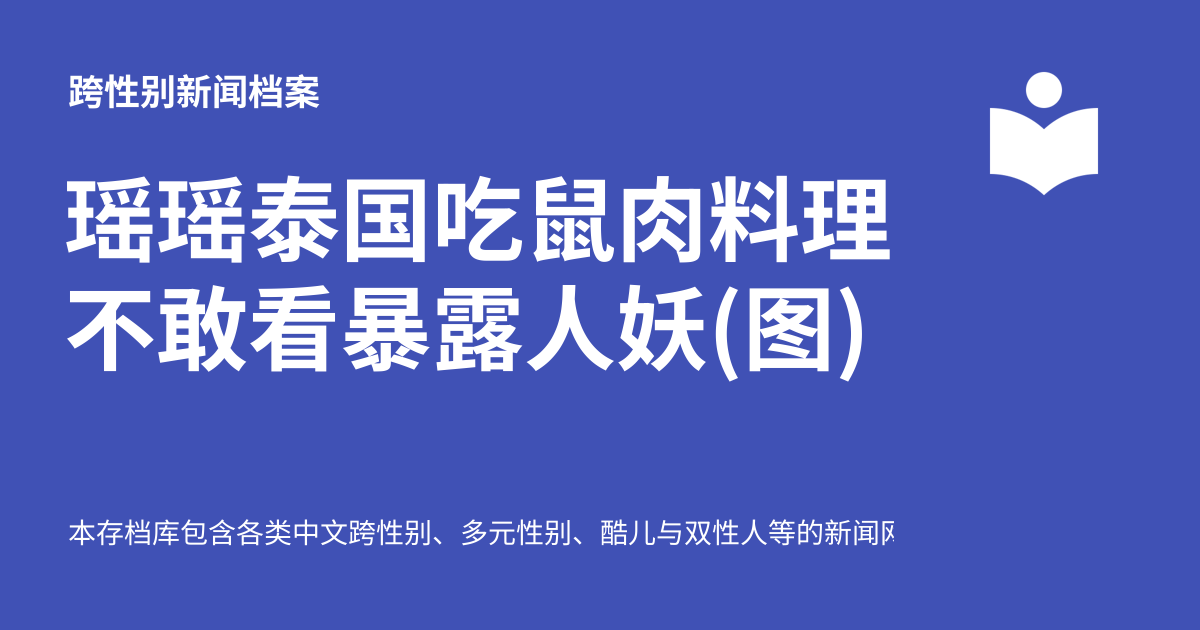 跨性别新闻档案
瑶瑶泰国吃鼠肉料理
不敢看暴露人妖(图)
本存档库包含各类中文跨性别、多元性别、酷儿与双性人等的新闻